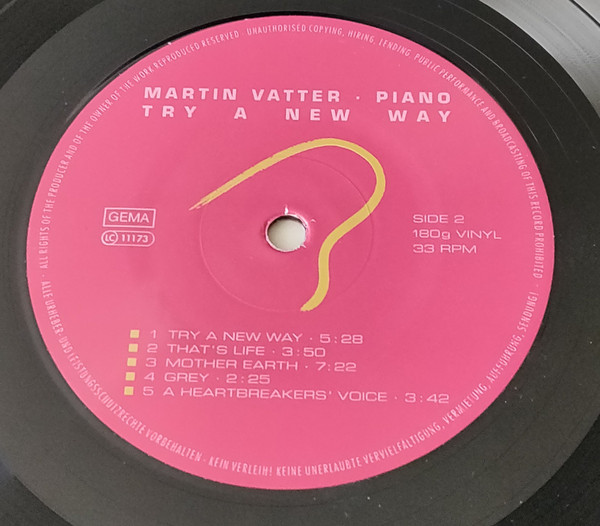 ALL RIGHTS OF THE PRODUCER AND OF THE OWNER OF THE WORK REPRODUCED RESERVED · UNAUTHORISED COPYING, HIRING, LENDING, PUBLIC PERFORMANCE AND BROADCASTING OF THIS RECORD PROHIBITED ·
MARTIN VATTER · PIANO
TRY A NEW WAY
GEMA
LC 11173
SIDE 2
180g VINYL
33 RPM
1 TRY A NEW WAY · 5:28
2 THAT'S LIFE · 3:50
3 MOTHER EARTH · 7:22
4 GREY · 2:25
5 A HEARTBREAKERS' VOICE · 3:42
ALLE URHEBER- UND LEISTUNGSSCHUTZRECHTE VORBEHALTEN - KEIN VERLEIH! KEINE UNERLAUBTE VERVIELFÄLTIGUNG, VERMIETUNG, AUFFÜHRUNG, SENDUNG! ·